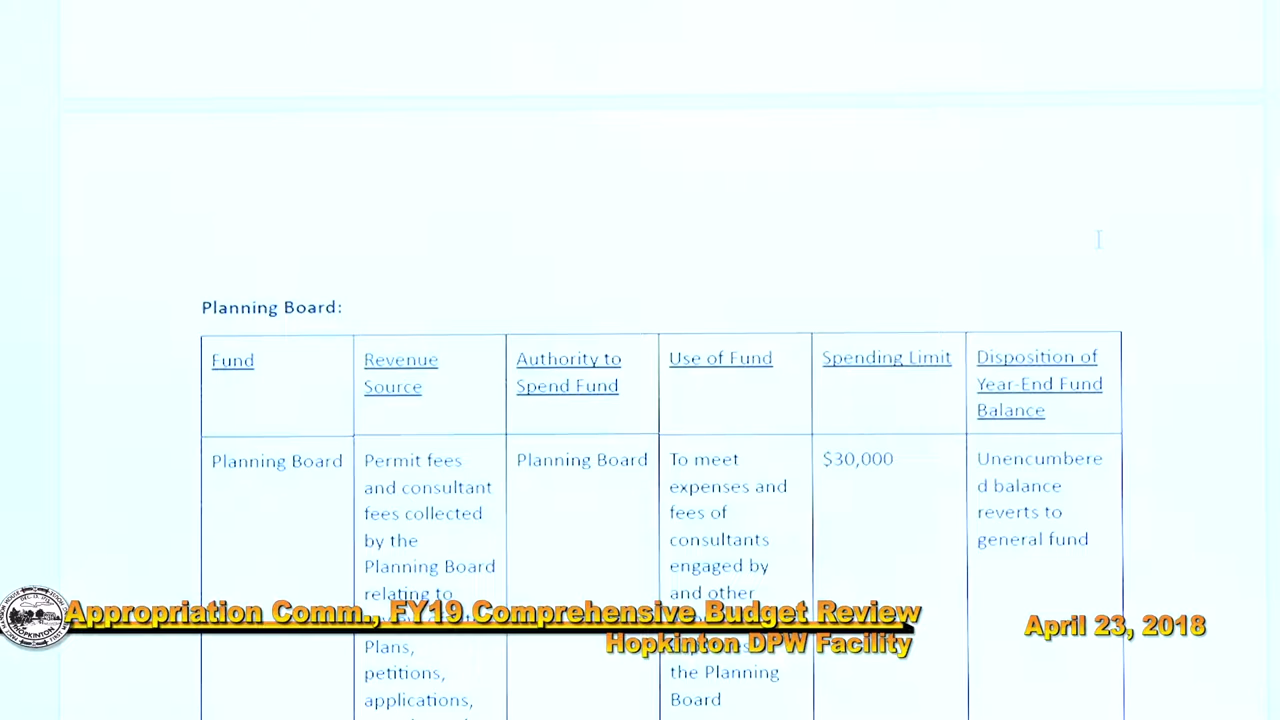 Planning Board:
Fund
Revenue
Source
Authority to
Spend Fund
Use of Fund
Spending Limit
Disposition of
Year-End Fund
Balance
Planning Board
Permit fees
and consultant
fees collected
by the
Planning Board
relating to
Plans,
petitions,
applications,
Planning Board
To meet
expenses and
fees of
consultants
engaged by
and other
the Planning
Board
$30,000
Unencumbere
d balance
reverts to
general fund
HOPKINTON
Appropriation Comm., FY19 Comprehensive Budget Review
Hopkinton DPW Facility
April 23, 2018